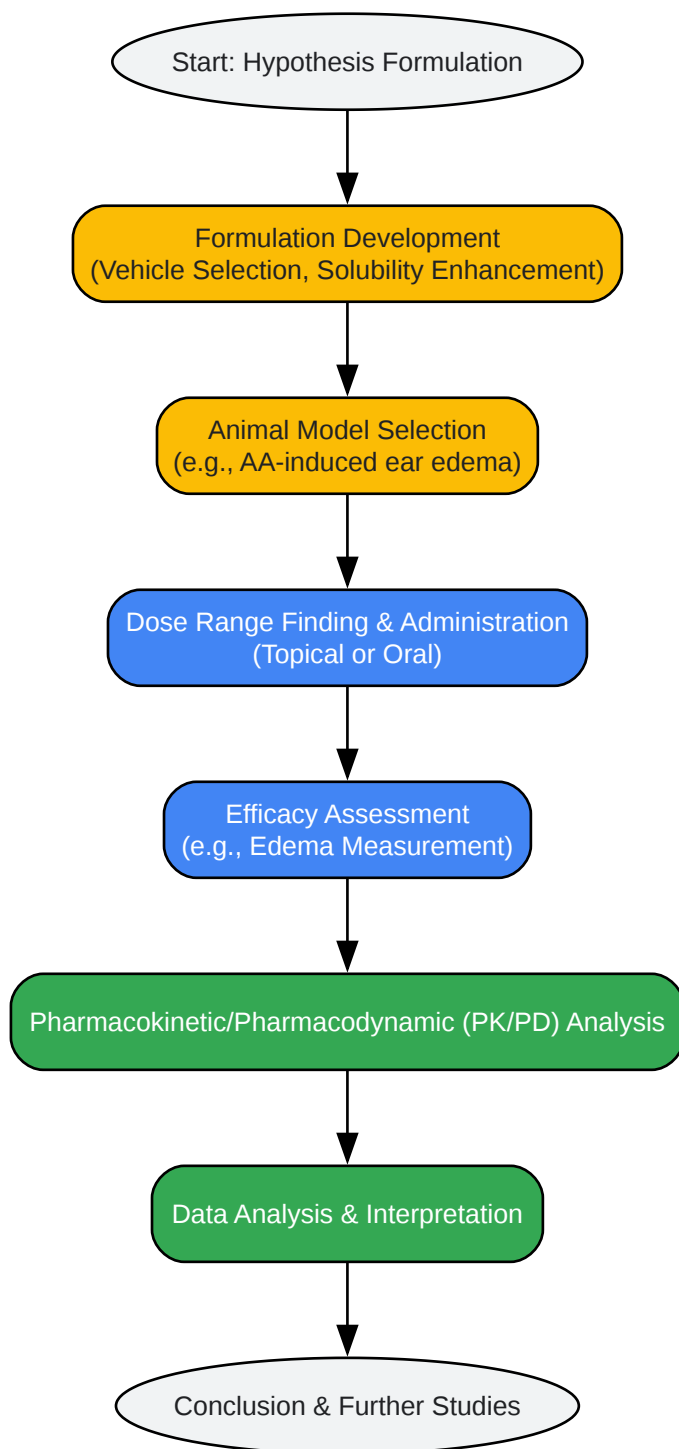 Start: Hypothesis Formulation
Formulation Development
(Vehicle Selection, Solubility Enhancement)
Animal Model Selection
(e.g., AA-induced ear edema)
Dose Range Finding & Administration
(Topical or Oral)
Efficacy Assessment
(e.g., Edema Measurement)
Pharmacokinetic/Pharmacodynamic (PK/PD) Analysis
Data Analysis & Interpretation
Conclusion & Further Studies